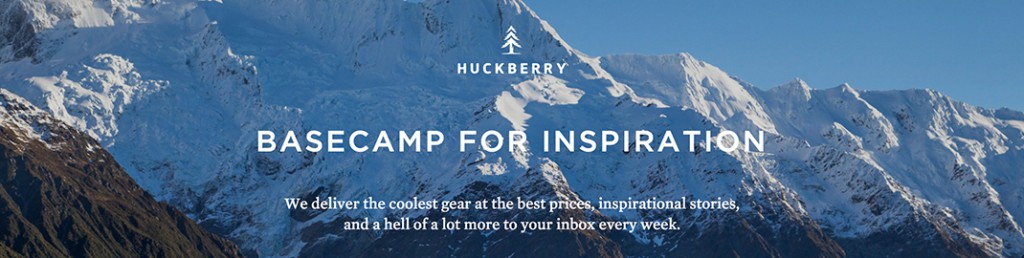 HUCKBERRY
BASECAMP FOR INSPIRATION
We deliver the coolest gear at the best prices, inspirational stories,
and a hell of a lot more to your inbox every week.